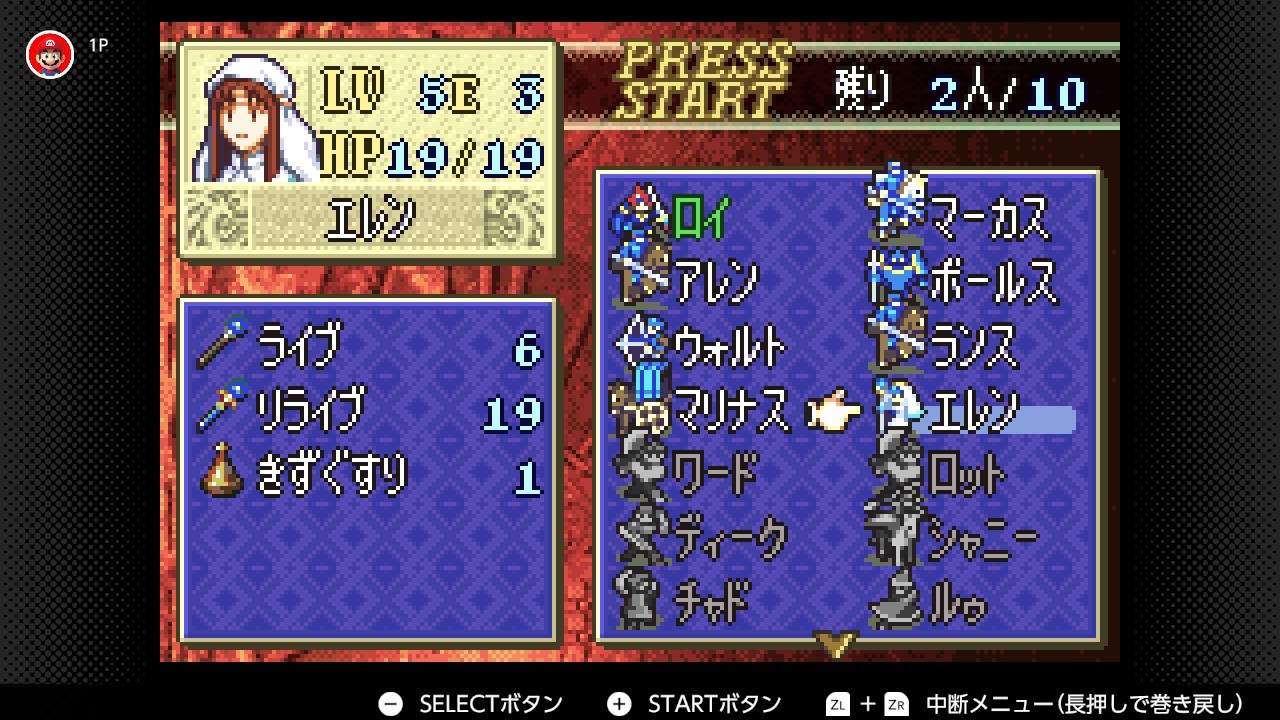 1P
LV 5 E 3
HP 19/19
エレン
PRESS
START
残り 2人/10
ライブ 6
リライブ 19
きずぐすり 1
ロイ マーカス
アレン ボールス
ウォルト ランス
マリナス エレン
ワード ロット
ディーク シャニー
チャド ルゥ
SELECTボタン + STARTボタン ZL + ZR 中断メニュー(長押しで巻き戻し)